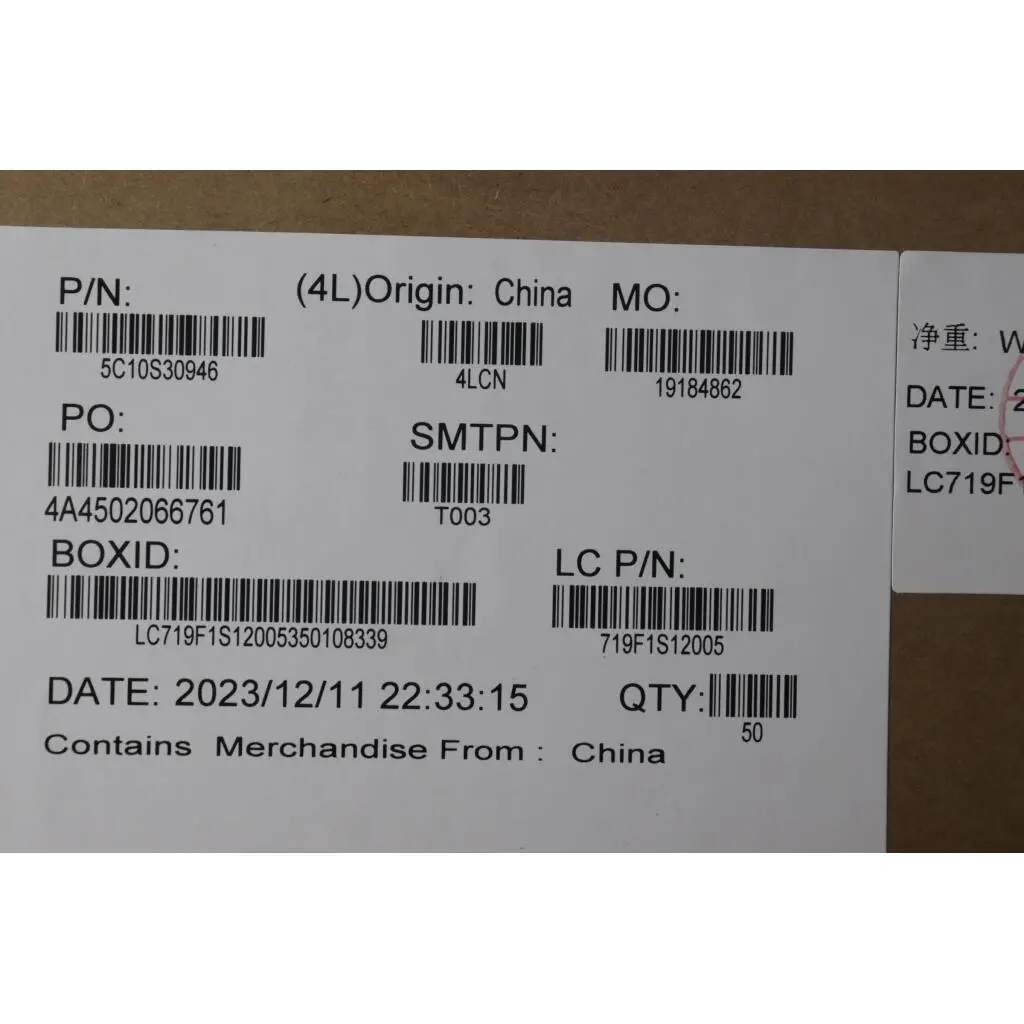 P/N: (4L)Origin: China MO:
5C10S30946 4LCN 19184862
PO: SMTPN:
4A4502066761 T003
BOXID: LC P/N:
LC719F1S12005350108339 719F1S12005
DATE: 2023/12/11 22:33:15 QTY:
50
Contains Merchandise From : China
净重:
DATE:
BOXID:
LC719F